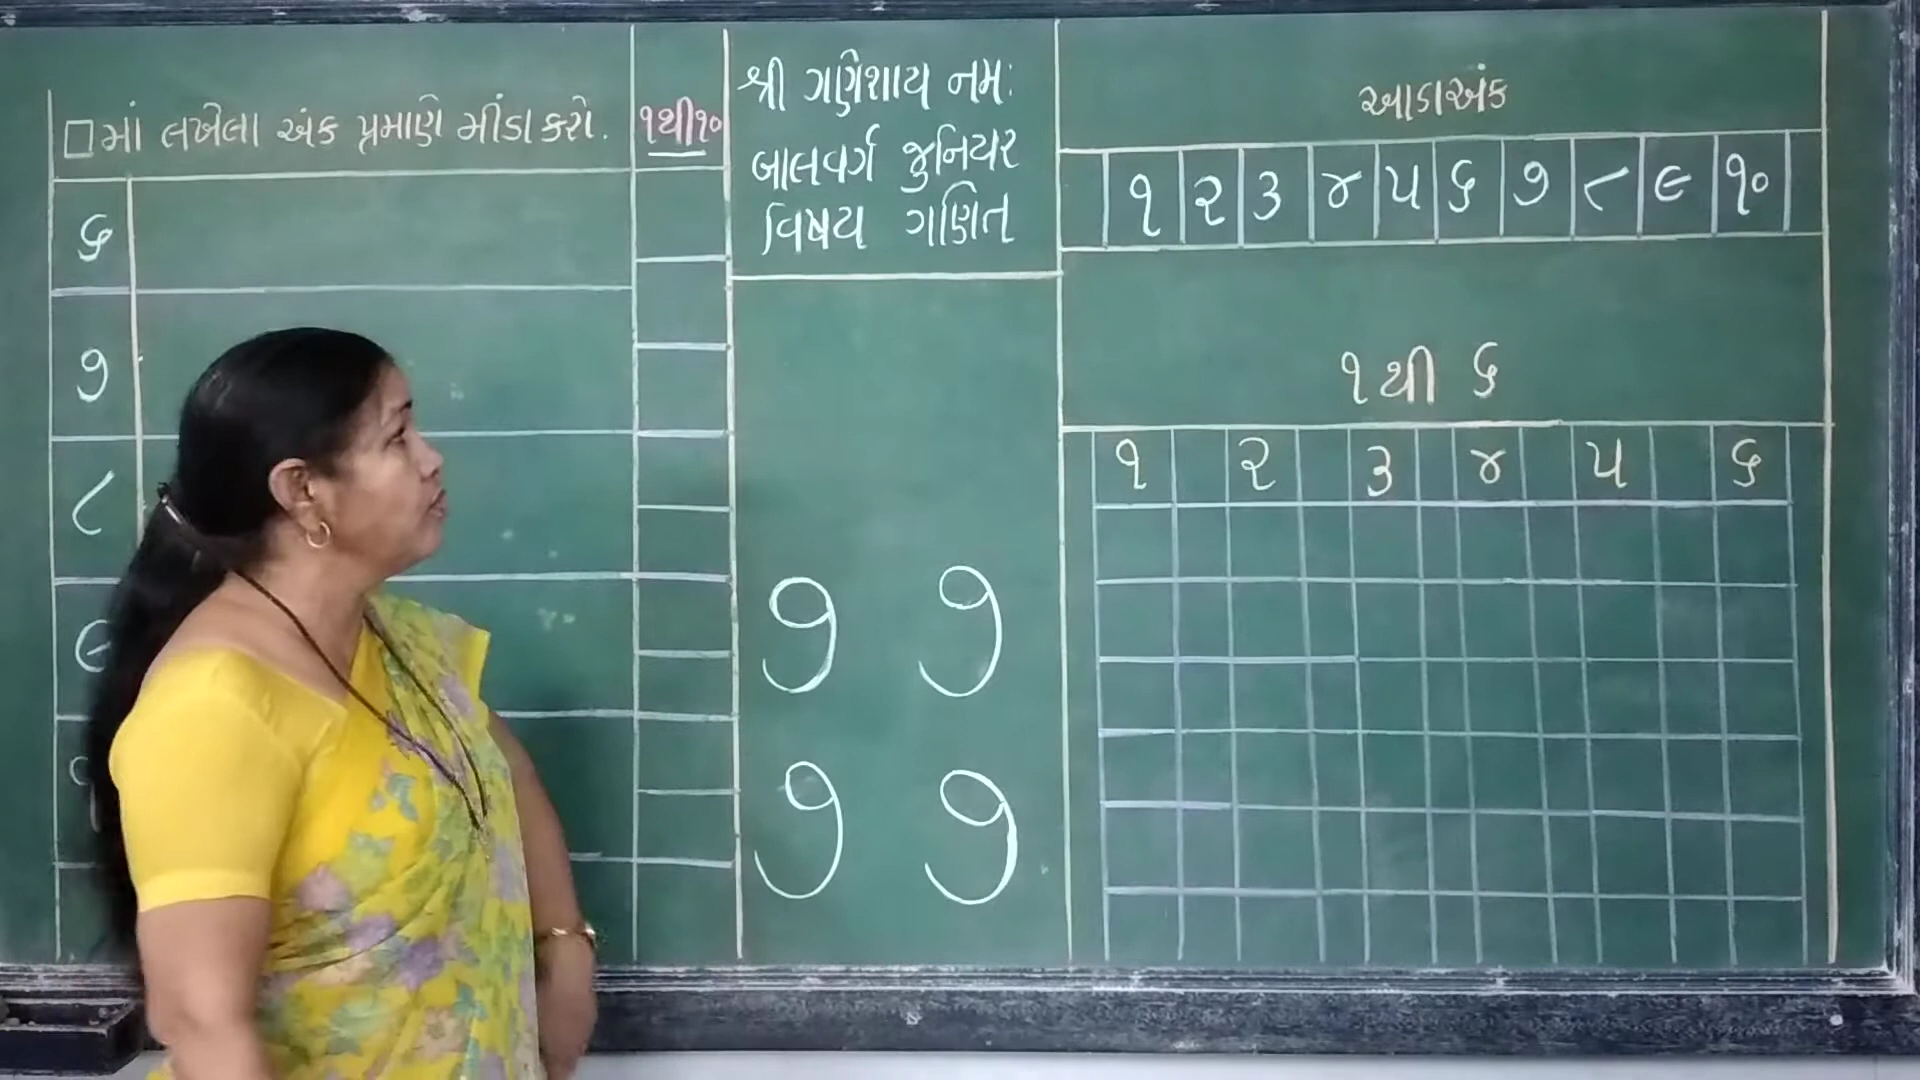 □માં લખેલા અંક પ્રમાણે મીંડા કરો.
૬
૭
૮
૯
૧થી૧૦
શ્રી ગણેશાય નમઃ
બાલવર્ગ જુનિયર
વિષય ગણિત
૭ ૭
૭ ૭
આડાઅંક
૧ ૨ ૩ ૪ ૫ ૬ ૭ ૮ ૯ ૧૦
૧થી ૬
૧ ૨ ૩ ૪ ૫ ૬